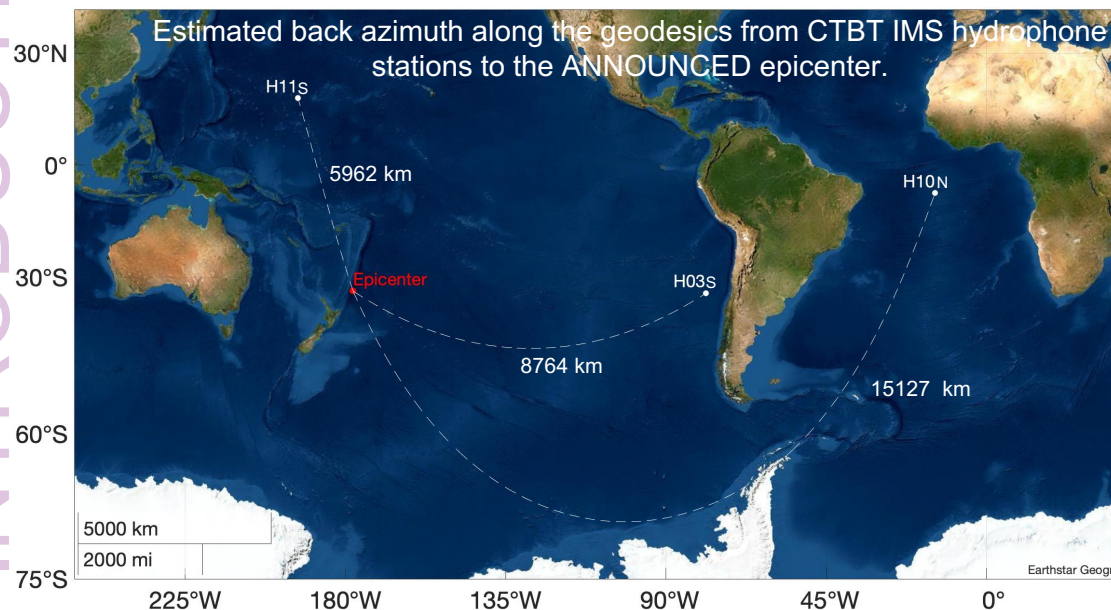 Estimated back azimuth along the geodesics from CTBT IMS hydrophone
stations to the ANNOUNCED epicenter.
30°N
H11S
0°
5962 km
H10N
30°S
Epicenter
H03S
8764 km
15127 km
60°S
5000 km
2000 mi
Earthstar Geogr
75°S
225°W
180°W
135°W
90°W
45°W
0°